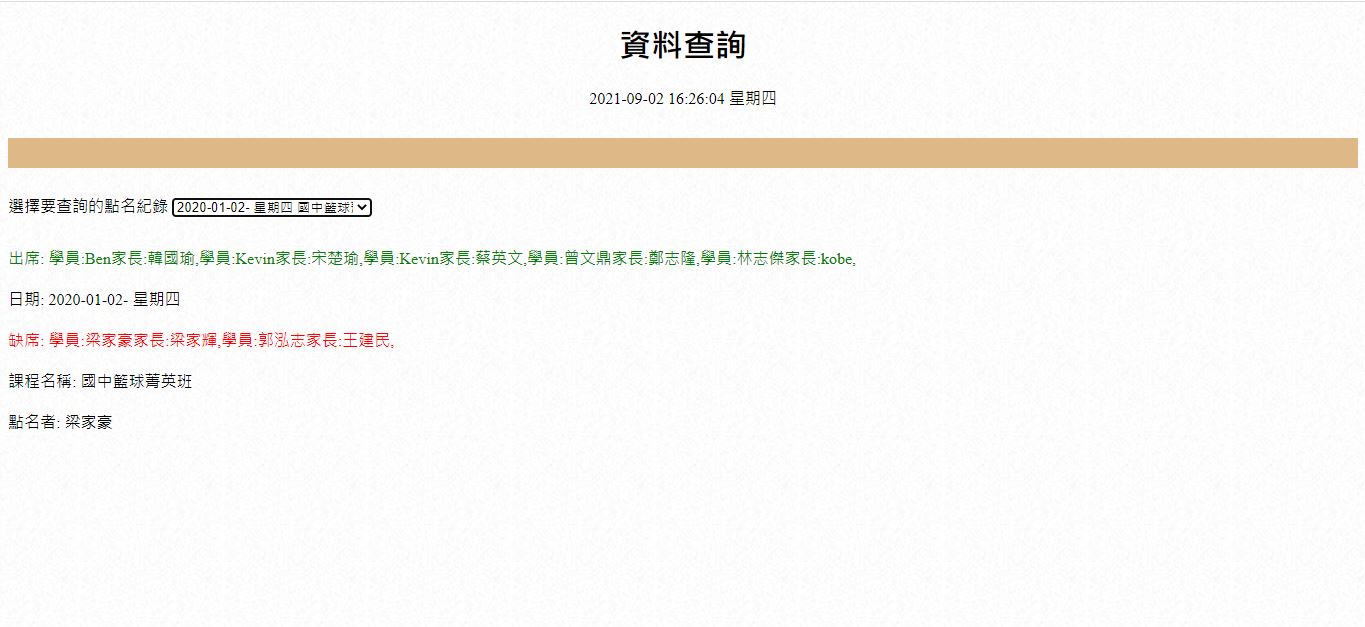 資料查詢
2021-09-02 16:26:04 星期四
選擇要查詢的點名紀錄 2020-01-02- 星期四 國中籃球
出席: 學員:Ben家長:韓國瑜,學員:Kevin家長:宋楚瑜,學員:Kevin家長:蔡英文,學員:曾文鼎家長:鄭志隆,學員:林志傑家長:kobe,
日期: 2020-01-02- 星期四
缺席: 學員:梁家豪家長:梁家輝,學員:郭泓志家長:王建民,
課程名稱: 國中籃球菁英班
點名者: 梁家豪